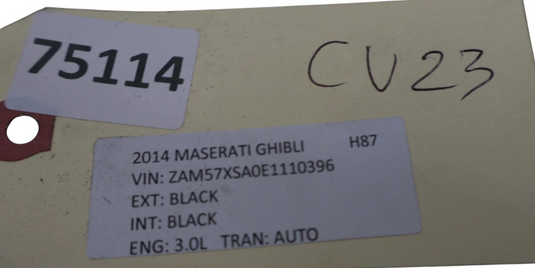 75114
CV23
2014 MASERATI GHIBLI H87
VIN: ZAM57XSA0E1110396
EXT: BLACK
INT: BLACK
ENG: 3.0L TRAN: AUTO